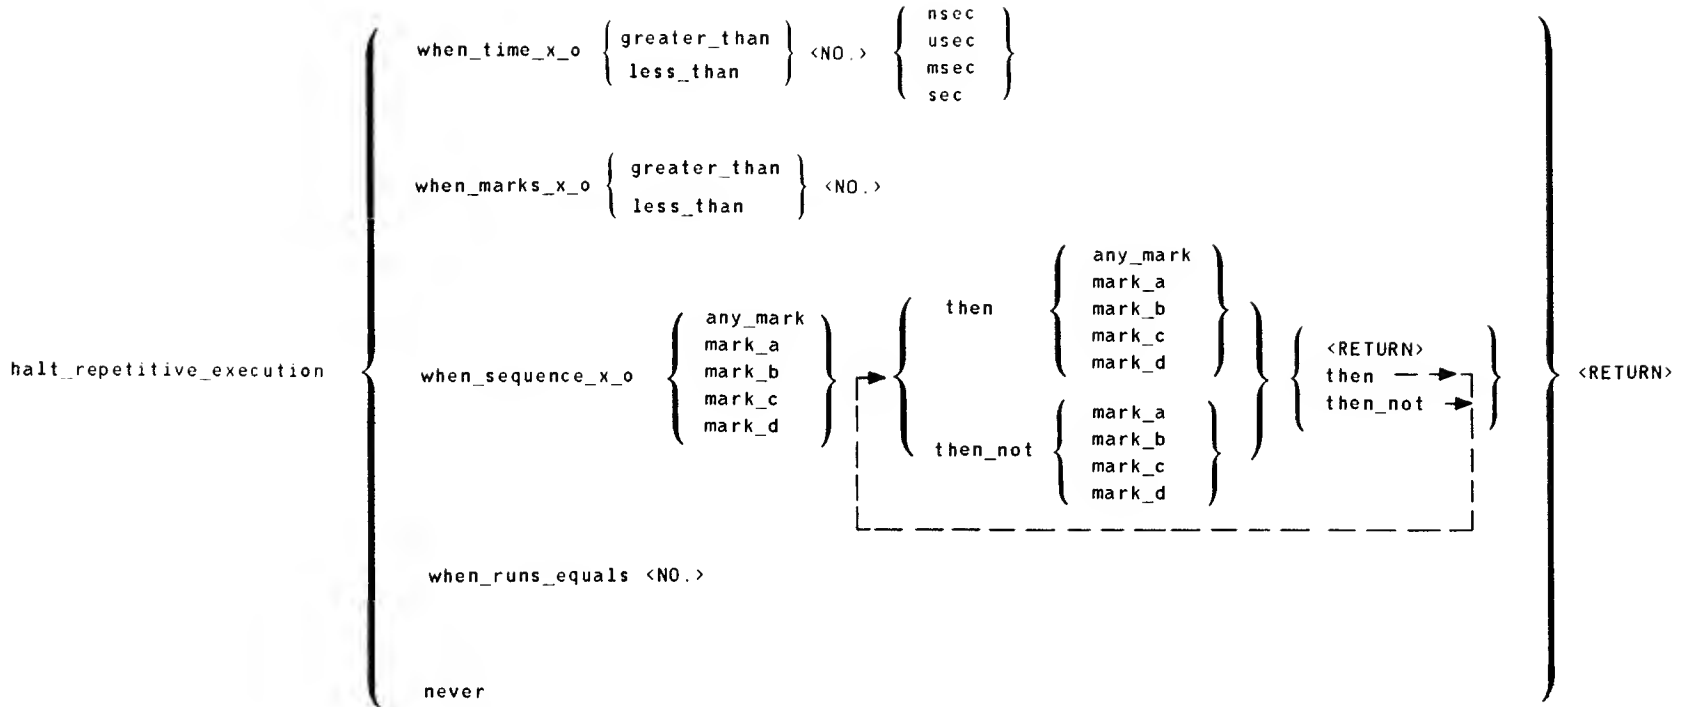 nsec
when_time_x_o greater_than <NO.> usec
less_than msec
sec
when_marks_x_o greater_than <NO.>
less_than
any_mark
mark_a
then mark_b
mark_c
mark_d
any_mark
mark_a
halt_repetitive_execution when_sequence_x_o mark_b
mark_c
mark_d
<RETURN>
then
then_not
<RETURN>
mark_a
mark_b
then_not
mark_c
mark_d
when_runs_equals <NO.>
never